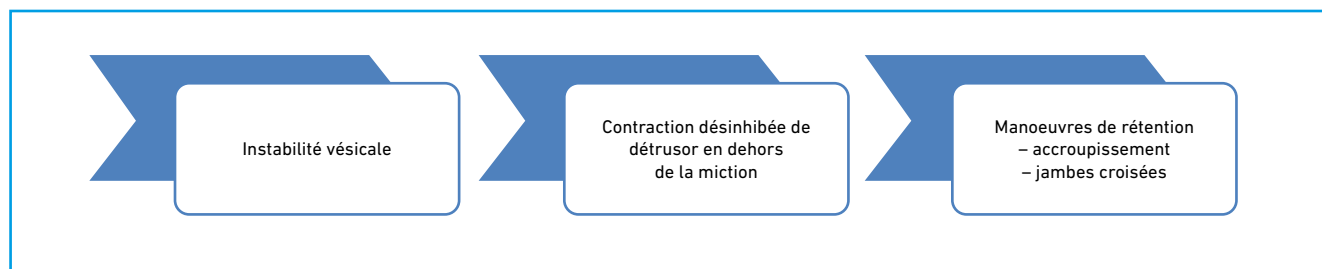 Instabilité vésicale
Contraction désinhibée de
détrusor en dehors
de la miction
Manoeuvres de rétention
– accroupissement
– jambes croisées